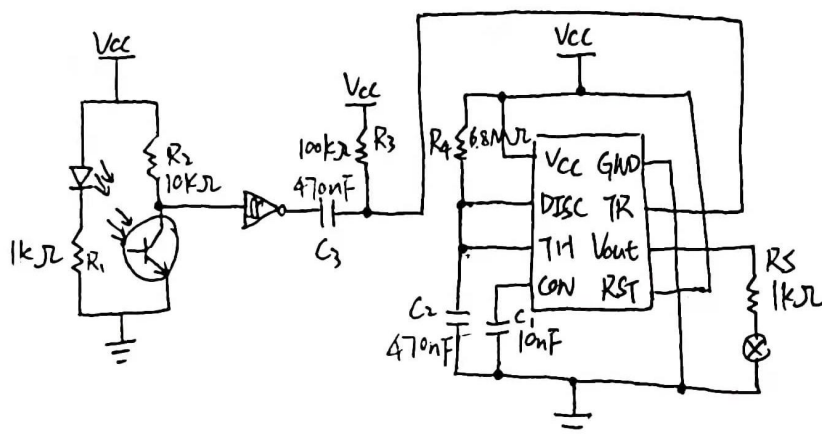 Vcc
R2
10kΩ
1kΩ
R1
Vcc
100kΩ
R3
470nF
C3
Vcc
R4
6.8MΩ
Vcc
GND
DISC
TR
TH
Vout
CON
RST
C2
470nF
C1
10nF
R5
1kΩ